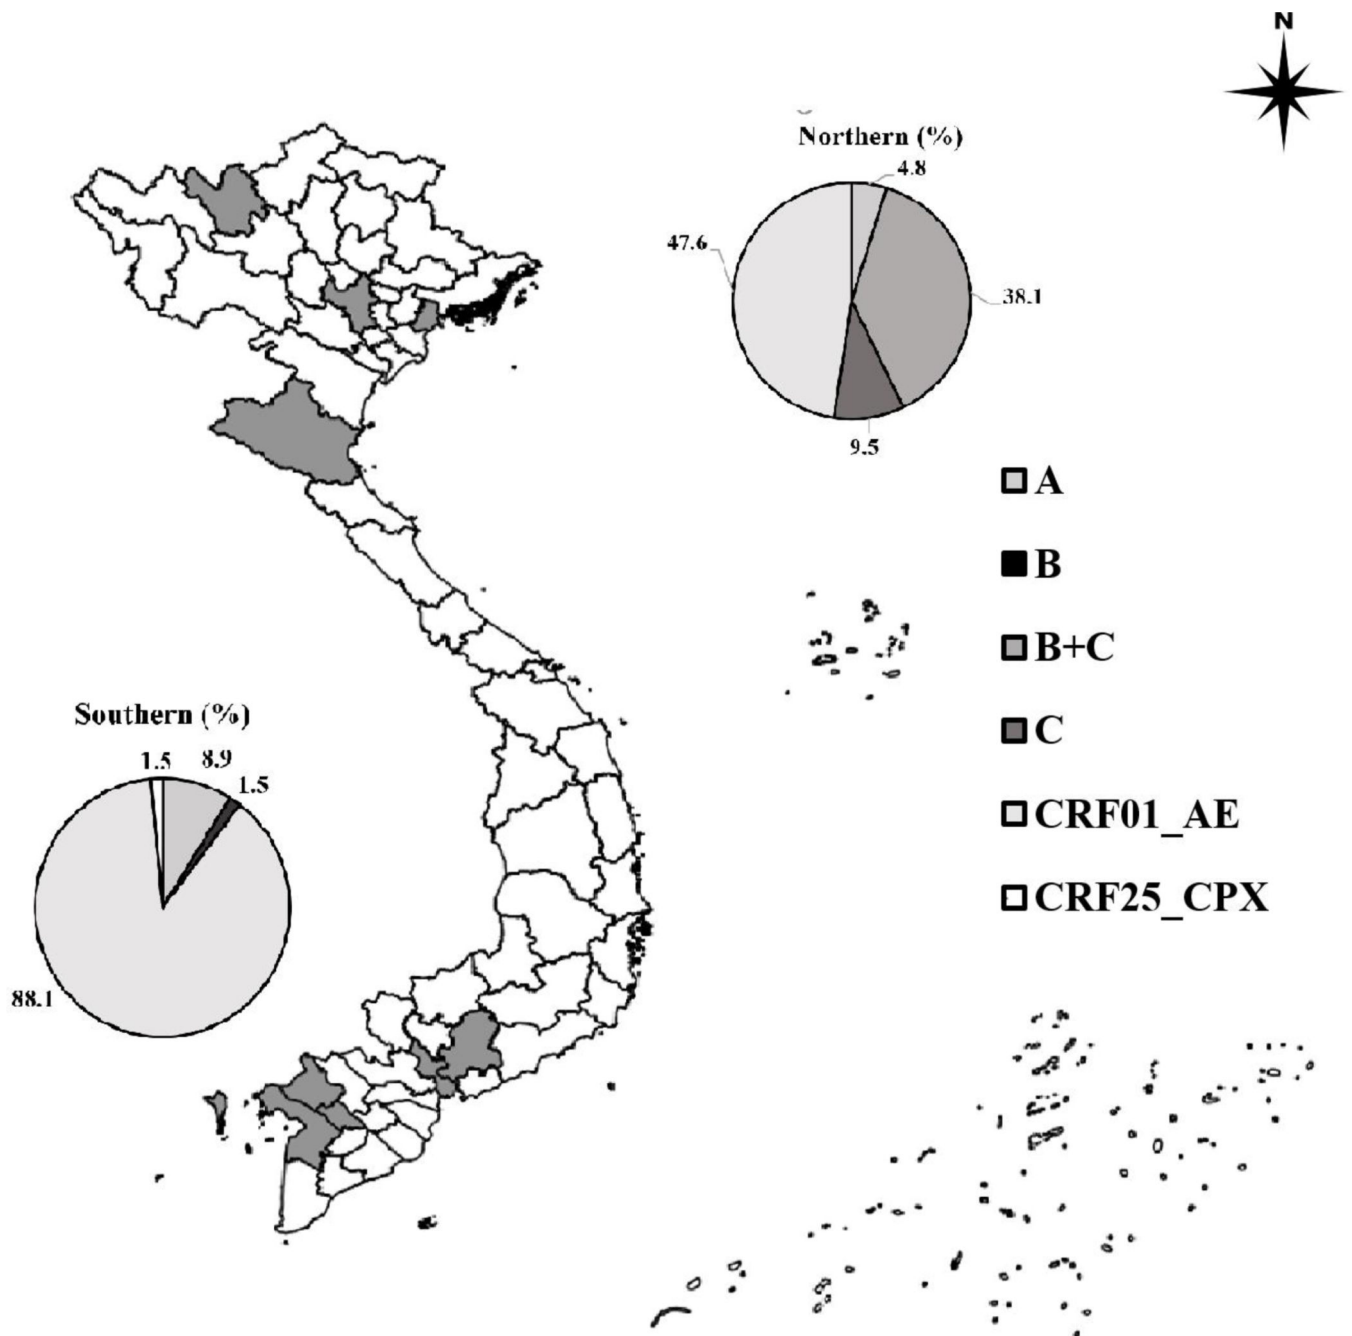 N
Northern (%)
4.8
47.6
38.1
9.5
A
B
B+C
C
CRF01_AE
CRF25_CPX
Southern (%)
1.5
8.9
1.5
88.1